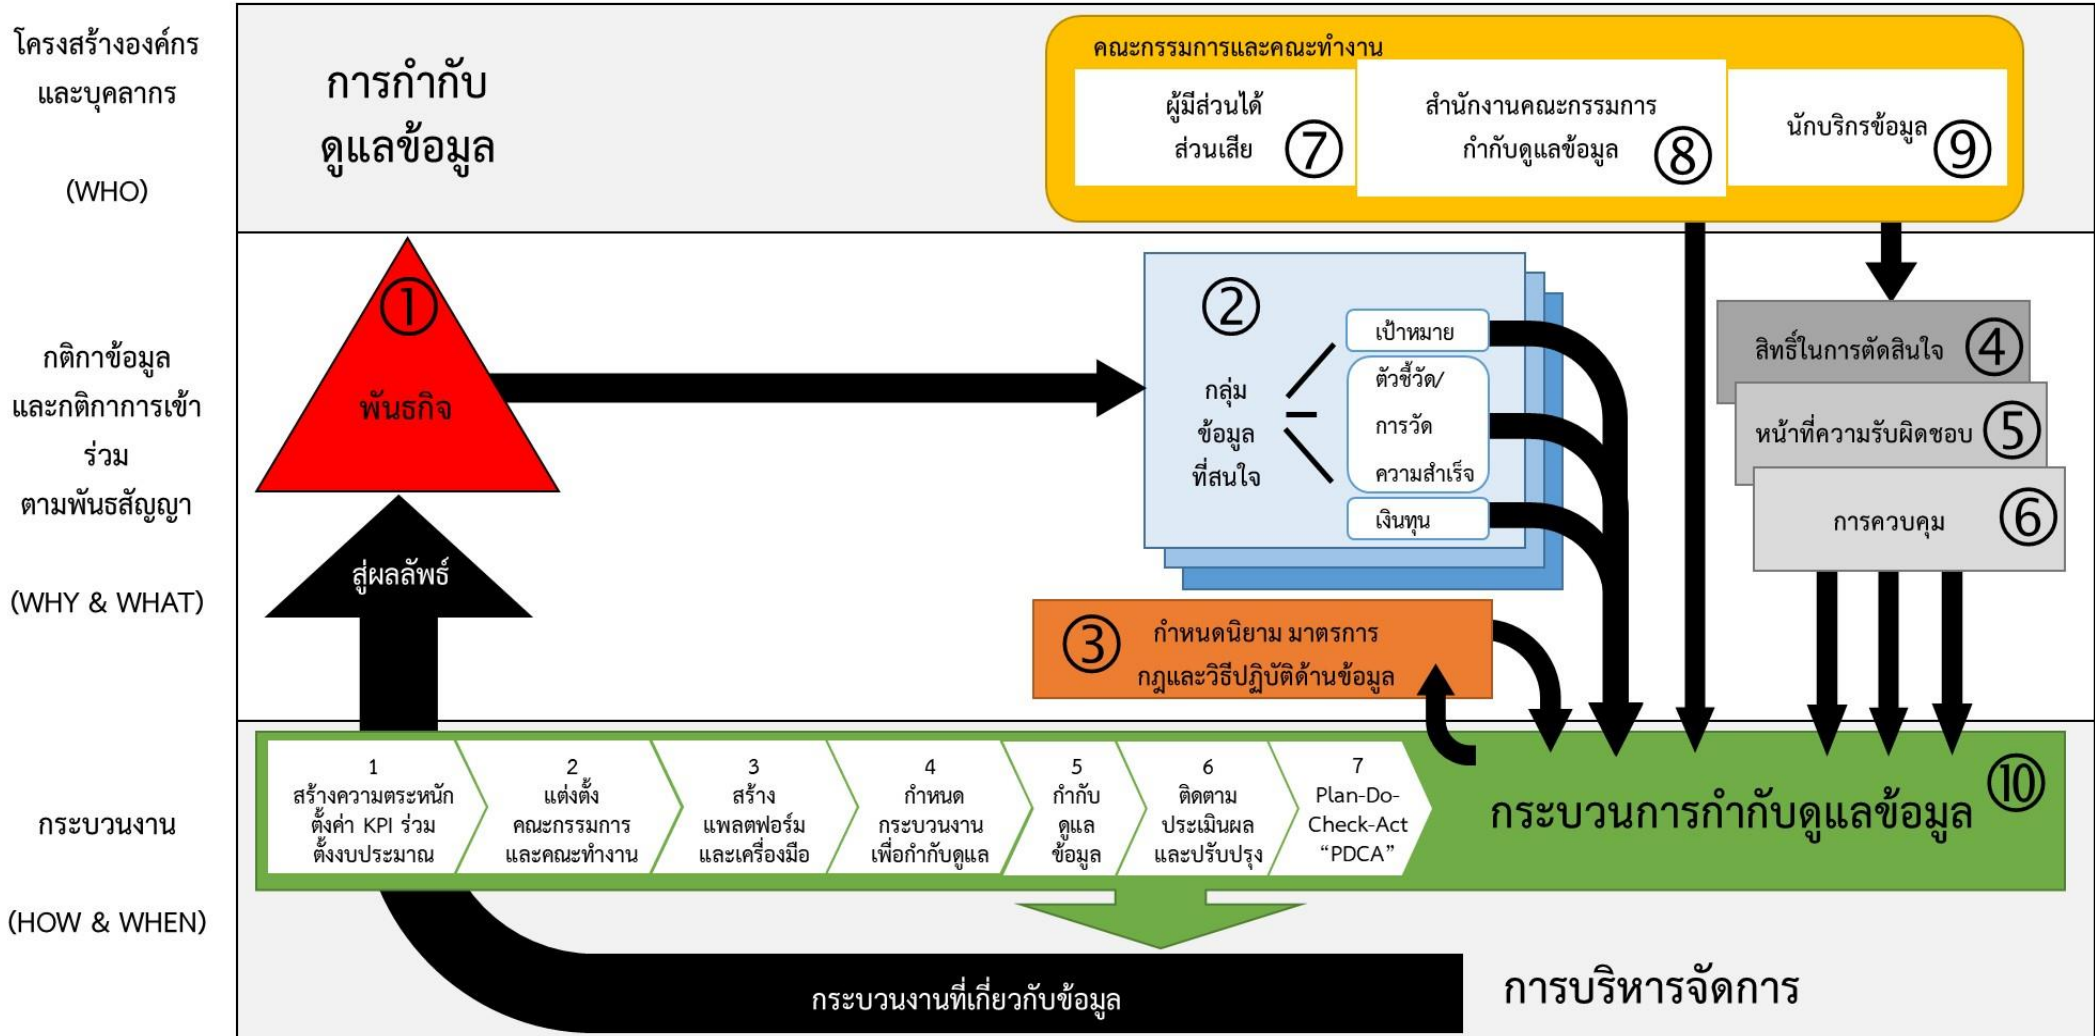 โครงสร้างองค์กร
และบุคลากร
(WHO)
การกำกับ
ดูแลข้อมูล
คณะกรรมการและคณะทำงาน
ผู้มีส่วนได้
ส่วนเสีย
⑦
สำนักงานคณะกรรมการ
กำกับดูแลข้อมูล
⑧
นักบริกรข้อมูล
⑨
กติกาข้อมูล
และกติกาการเข้า
ร่วม
ตามพันธสัญญา
(WHY & WHAT)
①
พันธกิจ
สู่ผลลัพธ์
②
กลุ่ม
ข้อมูล
ที่สนใจ
เป้าหมาย
ตัวชี้วัด/
การวัด
ความสำเร็จ
เงินทุน
③
กำหนดนิยาม มาตรการ
กฎและวิธีปฏิบัติด้านข้อมูล
สิทธิ์ในการตัดสินใจ ④
หน้าที่ความรับผิดชอบ ⑤
การควบคุม ⑥
กระบวนงาน
(HOW & WHEN)
1
สร้างความตระหนัก
ตั้งค่า KPI ร่วม
ตั้งงบประมาณ
2
แต่งตั้ง
คณะกรรมการ
และคณะทำงาน
3
สร้าง
แพลตฟอร์ม
และเครื่องมือ
4
กำหนด
กระบวนงาน
เพื่อกำกับดูแล
5
กำกับ
ดูแล
ข้อมูล
6
ติดตาม
ประเมินผล
และปรับปรุง
7
Plan-Do-
Check-Act
“PDCA”
กระบวนการกำกับดูแลข้อมูล ⑩
กระบวนงานที่เกี่ยวกับข้อมูล
การบริหารจัดการ